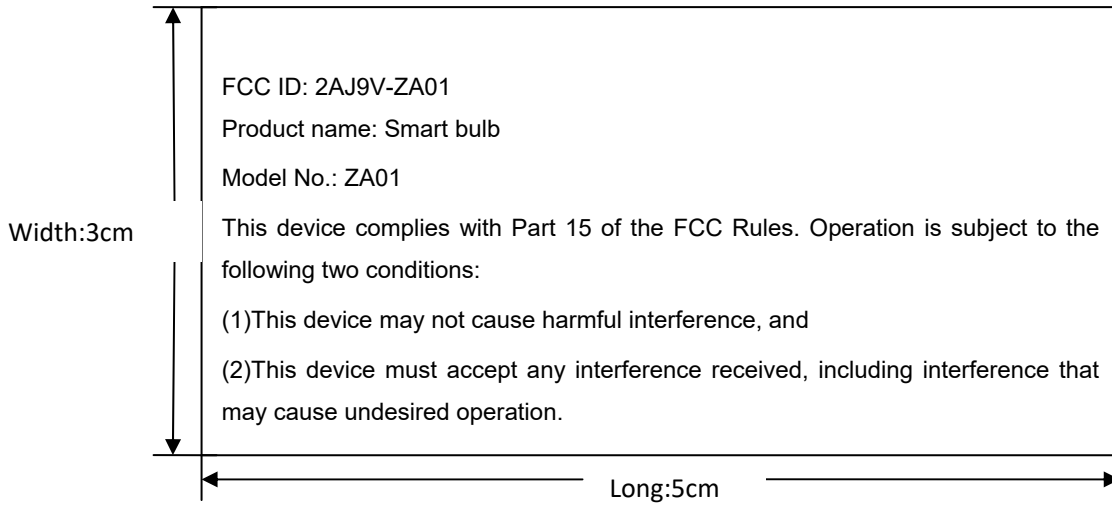 FCC ID: 2AJ9V-ZA01
Product name: Smart bulb
Model No.: ZA01
Width:3cm
This device complies with Part 15 of the FCC Rules. Operation is subject to the
following two conditions:
(1)This device may not cause harmful interference, and
(2)This device must accept any interference received, including interference that
may cause undesired operation.
Long:5cm